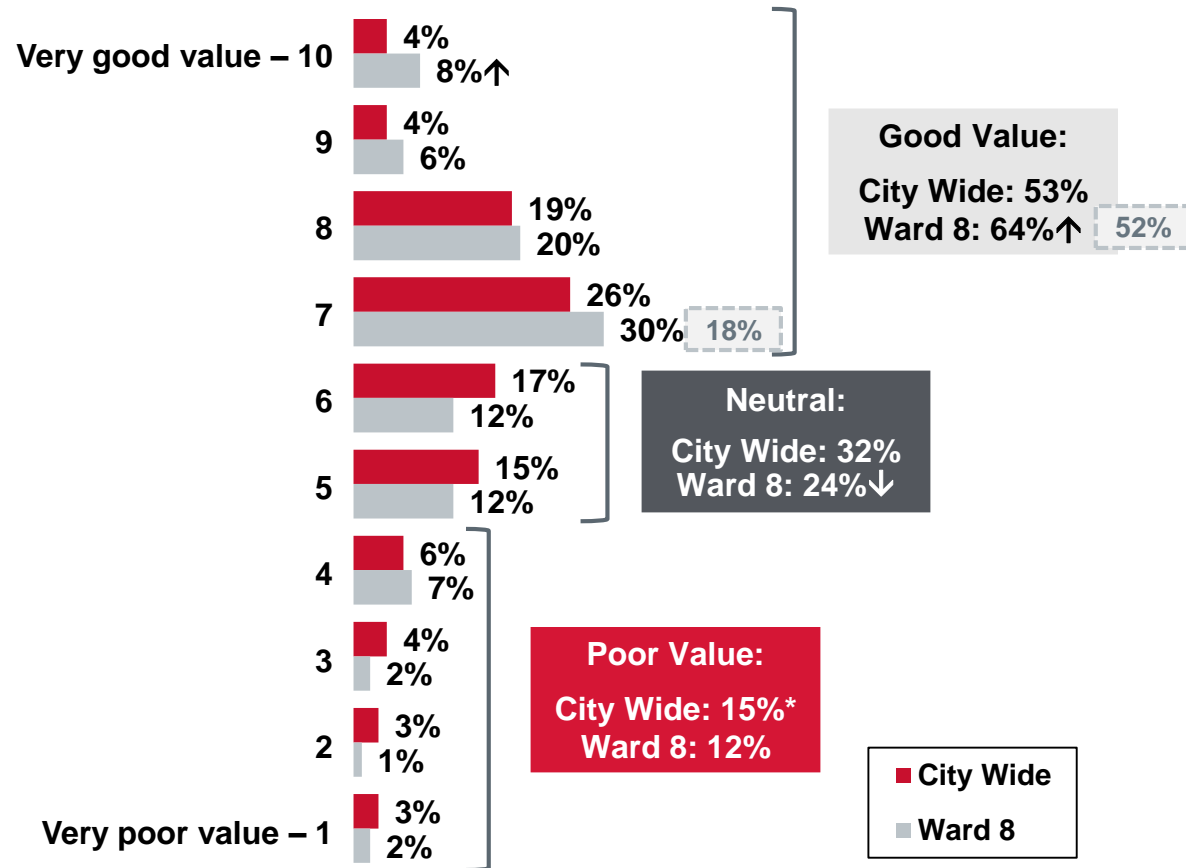 Very good value – 10
4%
8%↑
9
4%
6%
8
19%
20%
7
26%
30%
18%
6
17%
12%
5
15%
12%
4
6%
7%
3
4%
2%
2
3%
1%
Very poor value – 1
3%
2%
Good Value:
City Wide: 53%
Ward 8: 64%↑
52%
Neutral:
City Wide: 32%
Ward 8: 24%↓
Poor Value:
City Wide: 15%*
Ward 8: 12%
City Wide
Ward 8